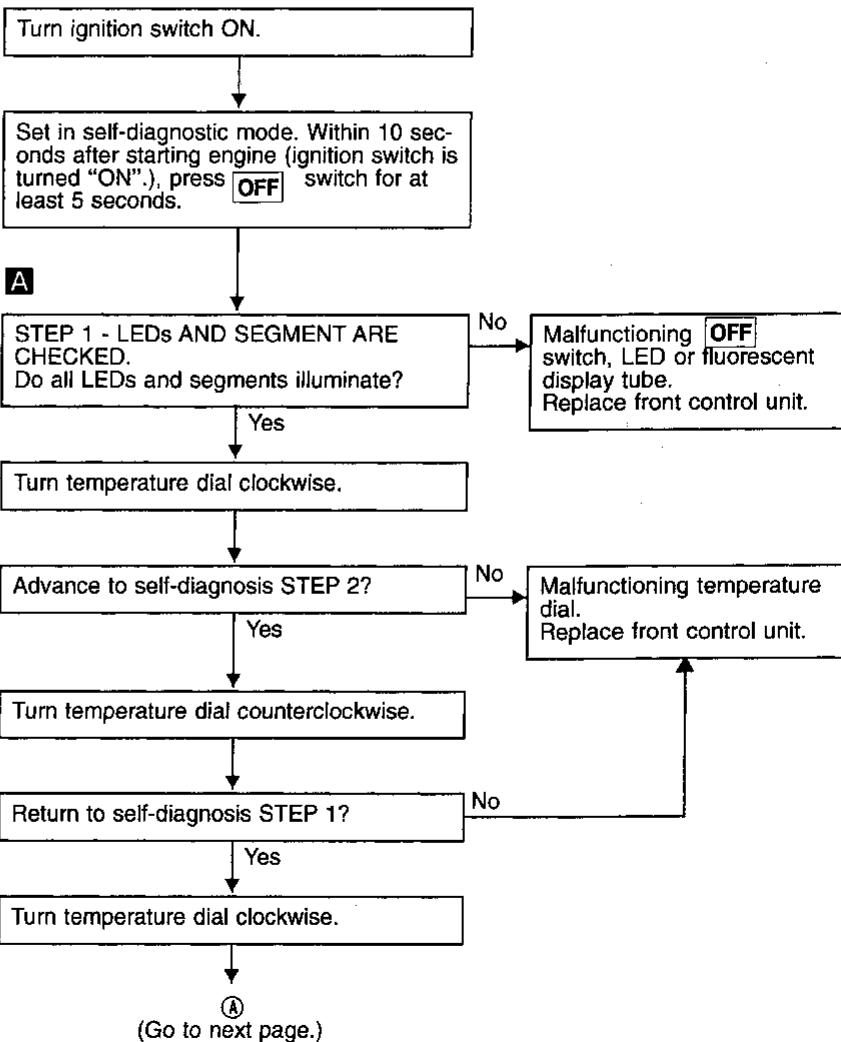 Turn ignition switch ON.
Set in self-diagnostic mode. Within 10 sec-
onds after starting engine (ignition switch is
turned “ON”.), press OFF switch for at
least 5 seconds.
A
STEP 1 - LEDs AND SEGMENT ARE
CHECKED.
Do all LEDs and segments illuminate?
No
Malfunctioning OFF
switch, LED or fluorescent
display tube.
Replace front control unit.
Yes
Turn temperature dial clockwise.
Advance to self-diagnosis STEP 2?
No
Malfunctioning temperature
dial.
Replace front control unit.
Yes
Turn temperature dial counterclockwise.
Return to self-diagnosis STEP 1?
No
Yes
Turn temperature dial clockwise.
Ⓐ
(Go to next page.)